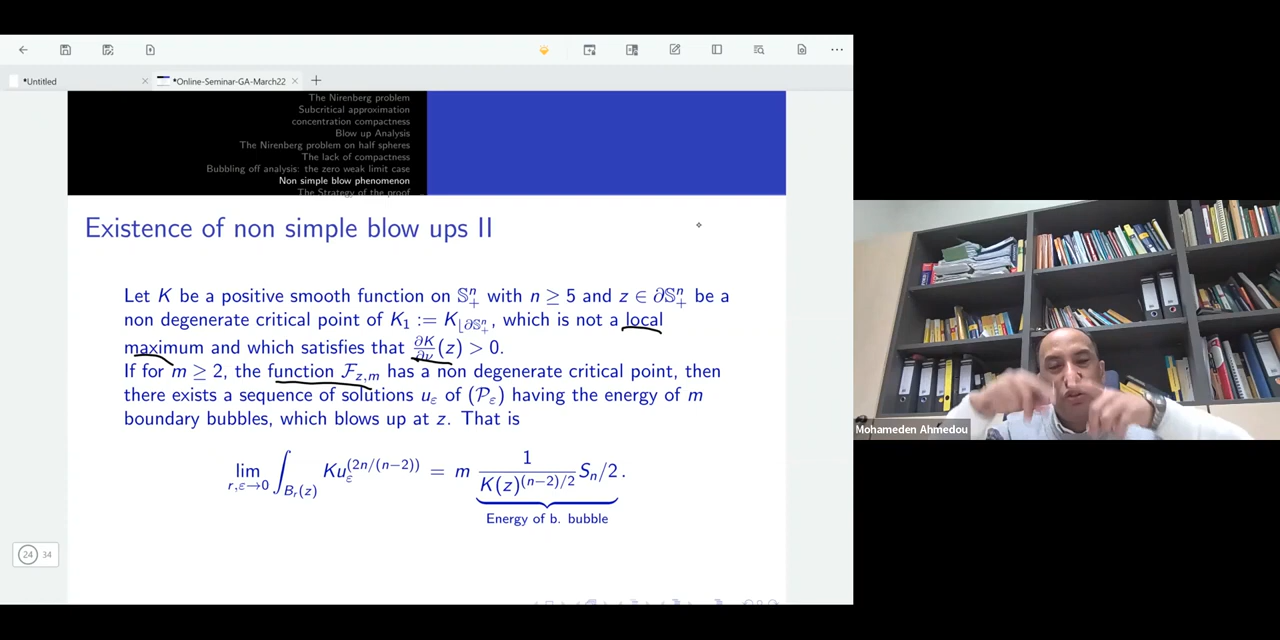 *Untitled
*Online-Seminar-GA-March22
The Nirenberg problem
Subcritical approximation
concentration compactness
Blow up Analysis
The Nirenberg problem on half spheres
The lack of compactness
Bubbling off analysis: the zero weak limit case
Non simple blow phenomenon
The Strategy of the proof
Existence of non simple blow ups II
Let K be a positive smooth function on 𝕊ⁿ₊ with n ≥ 5 and z ∈ ∂𝕊ⁿ₊ be a
non degenerate critical point of K₁ := K⌊∂𝕊ⁿ₊, which is not a local
maximum and which satisfies that ∂K/∂ν(z) > 0.
If for m ≥ 2, the function ℱ_{z,m} has a non degenerate critical point, then
there exists a sequence of solutions u_ε of (𝒫_ε) having the energy of m
boundary bubbles, which blows up at z. That is
lim_{r,ε→0} ∫_{B_r(z)} K u_ε^{(2n/(n−2))} = m 1/K(z)^{(n−2)/2} S_n/2 .
Energy of b. bubble
24 34
Mohameden Ahmedou